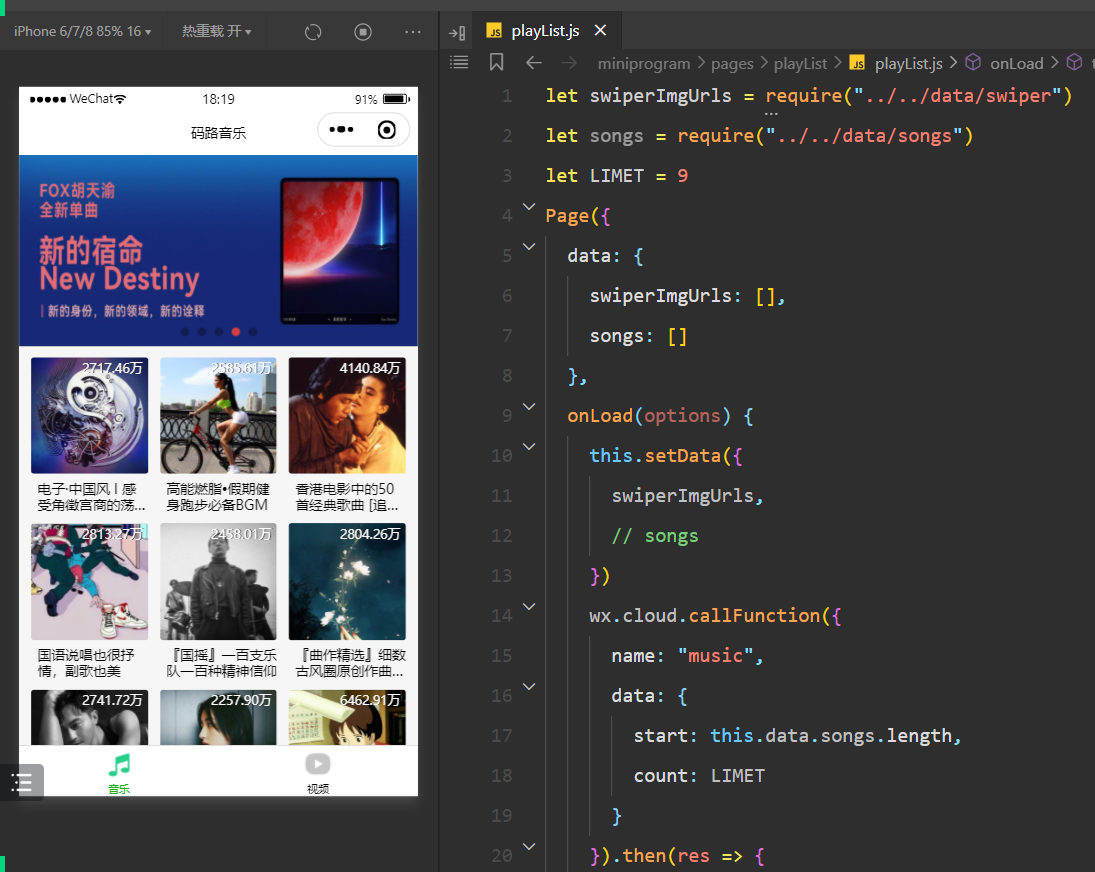 iPhone 6/7/8 85% 16
热重载 开
playList.js
miniprogram > pages > playList > playList.js > onLoad >
WeChat
18:19
91%
码路音乐
FOX胡天渝
全新单曲
新的宿命
New Destiny
新的身份，新的领域，新的诠释
2717.46万
2585.61万
4140.84万
电子·中国风 l 感
受角徵宫商的荡...
高能燃脂•假期健
身跑步必备BGM
香港电影中的50
首经典歌曲 [追...
2813.27万
2458.01万
2804.26万
国语说唱也很抒
情，副歌也美
『国摇』一百支乐
队一百种精神信仰
『曲作精选』细数
古风圈原创作曲...
2741.72万
2257.90万
6462.91万
音乐
视频
1 let swiperImgUrls = require("../../data/swiper")
2 let songs = require("../../data/songs")
3 let LIMET = 9
4 Page({
5 data: {
6 swiperImgUrls: [],
7 songs: []
8 },
9 onLoad(options) {
10 this.setData({
11 swiperImgUrls,
12 // songs
13 })
14 wx.cloud.callFunction({
15 name: "music",
16 data: {
17 start: this.data.songs.length,
18 count: LIMET
19 }
20 }).then(res => {